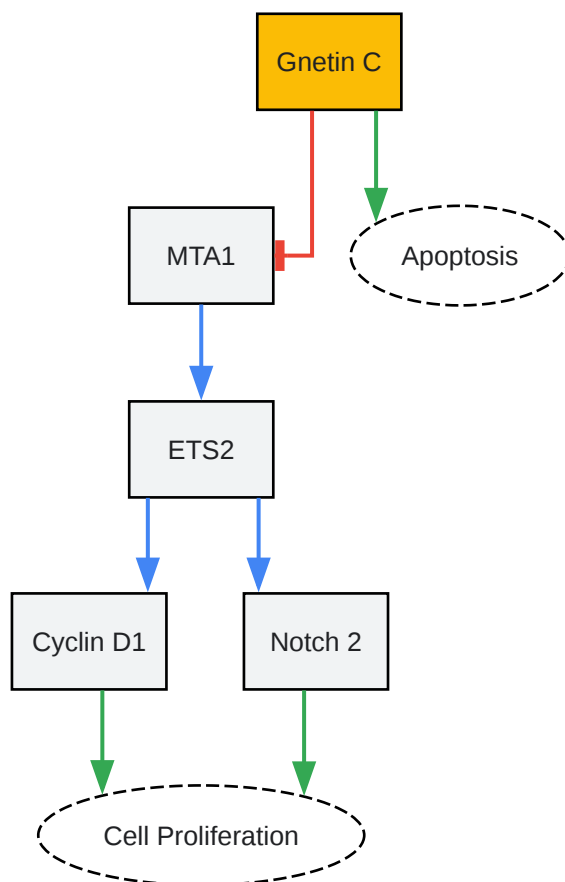 Gnetin C
MTA1
Apoptosis
ETS2
Cyclin D1
Notch 2
Cell Proliferation